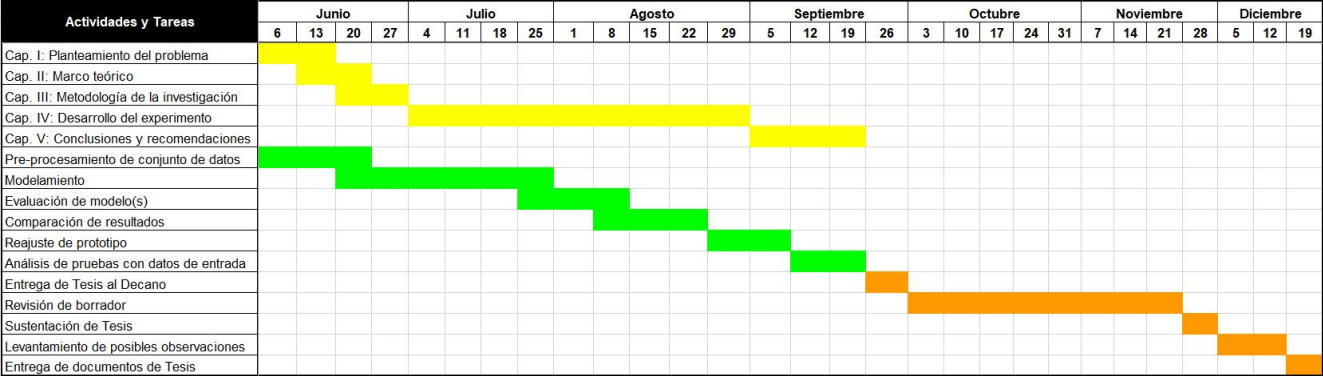 Actividades y Tareas
Junio Julio Agosto Septiembre Octubre Noviembre Diciembre
6 13 20 27 4 11 18 25 1 8 15 22 29 5 12 19 26 3 10 17 24 31 7 14 21 28 5 12 19
Cap. I: Planteamiento del problema
Cap. II: Marco teórico
Cap. III: Metodología de la investigación
Cap. IV: Desarrollo del experimento
Cap. V: Conclusiones y recomendaciones
Pre-procesamiento de conjunto de datos
Modelamiento
Evaluación de modelo(s)
Comparación de resultados
Reajuste de prototipo
Análisis de pruebas con datos de entrada
Entrega de Tesis al Decano
Revisión de borrador
Sustentación de Tesis
Levantamiento de posibles observaciones
Entrega de documentos de Tesis